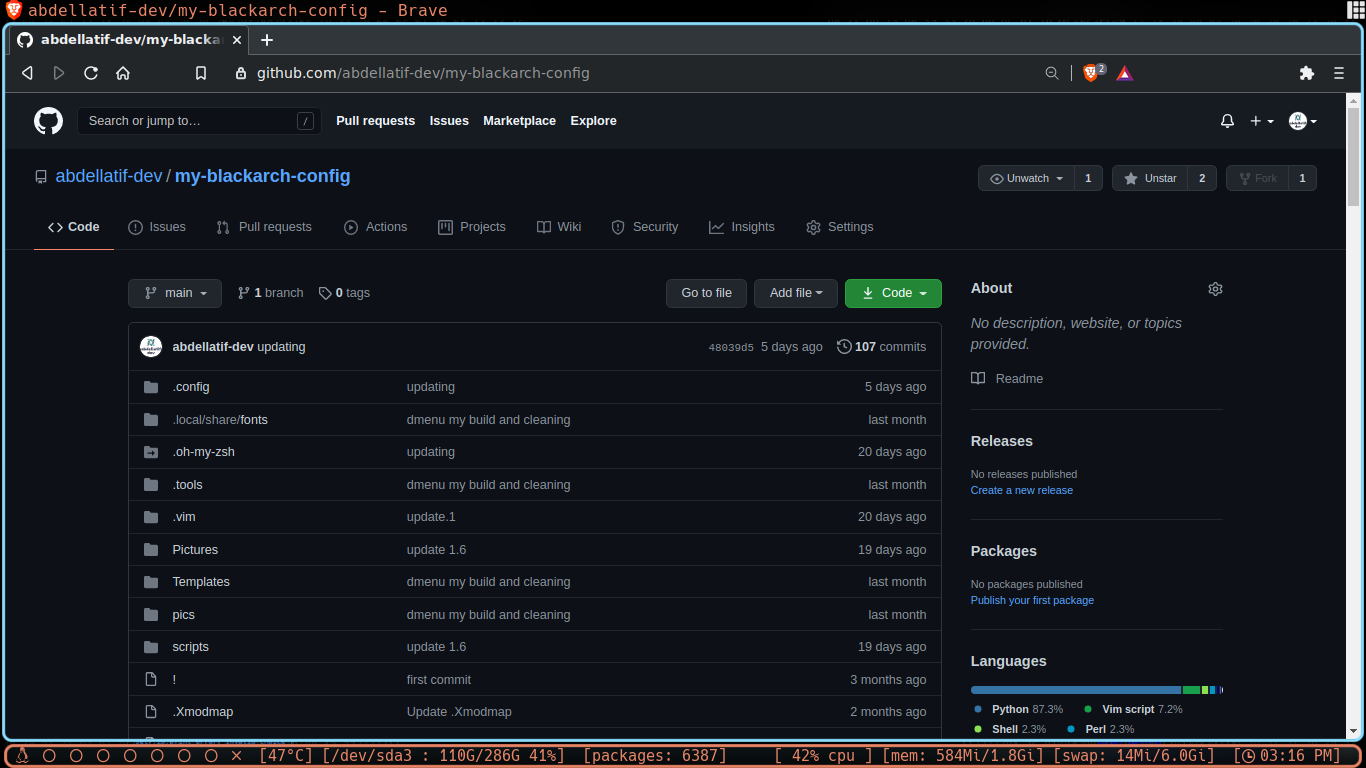 abdellatif-dev/my-blackarch-config - Brave
abdellatif-dev/my-blacka
github.com/abdellatif-dev/my-blackarch-config
2
Search or jump to…
/
Pull requests Issues Marketplace Explore
abdellatif-dev / my-blackarch-config
Unwatch 1 Unstar 2 Fork 1
Code Issues Pull requests Actions Projects Wiki Security Insights Settings
main 1 branch 0 tags Go to file Add file Code
abdellatif-dev updating 48039d5 5 days ago 107 commits
.config updating 5 days ago
.local/share/fonts dmenu my build and cleaning last month
.oh-my-zsh updating 20 days ago
.tools dmenu my build and cleaning last month
.vim update.1 20 days ago
Pictures update 1.6 19 days ago
Templates dmenu my build and cleaning last month
pics dmenu my build and cleaning last month
scripts update 1.6 19 days ago
! first commit 3 months ago
.Xmodmap Update .Xmodmap 2 months ago
About
No description, website, or topics
provided.
Readme
Releases
No releases published
Create a new release
Packages
No packages published
Publish your first package
Languages
Python 87.3% Vim script 7.2%
Shell 2.3% Perl 2.3%
[47°C] [/dev/sda3 : 110G/286G 41%] [packages: 6387] [ 42% cpu ] [mem: 584Mi/1.8Gi] [swap: 14Mi/6.0Gi] [03:16 PM]